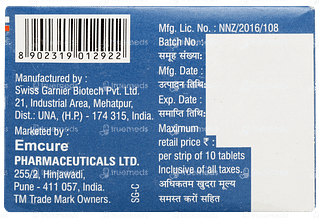 8 902319 012922
Manufactured by :
Swiss Garnier Biotech Pvt. Ltd.
21, Industrial Area, Mehatpur,
Dist.: UNA, (H.P.) - 174 315, India.
Marketed by :
Emcure
PHARMACEUTICALS LTD.
255/2, Hinjawadi,
Pune - 411 057, India.
TM Trade Mark Owners.
SG-C
Mfg. Lic. No. : NNZ/2016/108
Batch No.
समूह संख्या:
Mfg. Date :
उत्पादन तिथि:
Exp. Date :
समाप्ति तिथि:
Maximum
retail price ₹ :
per strip of 10 tablets
Inclusive of all taxes.
अधिकतम खुदरा मूल्य
समस्त करों सहित